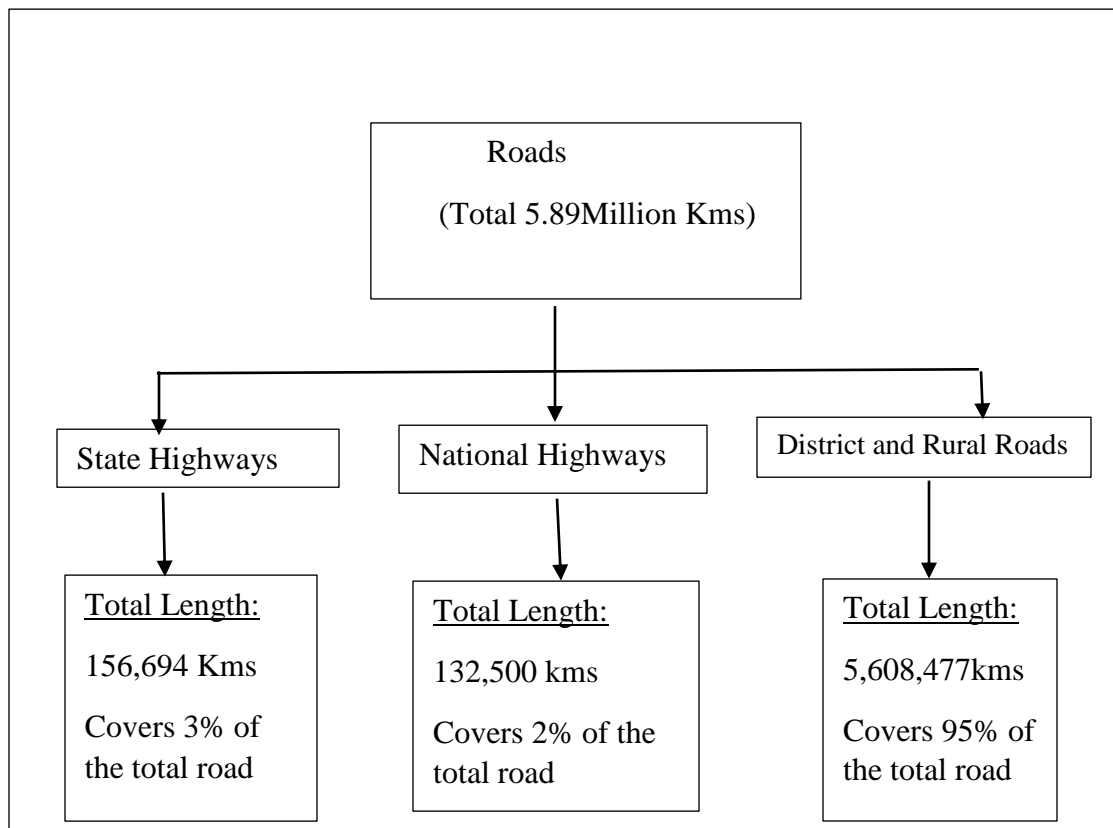 Roads
(Total 5.89Million Kms)
State Highways
National Highways
District and Rural Roads
Total Length:
156,694 Kms
Covers 3% of
the total road
Total Length:
132,500 kms
Covers 2% of the
total road
Total Length:
5,608,477kms
Covers 95% of
the total road